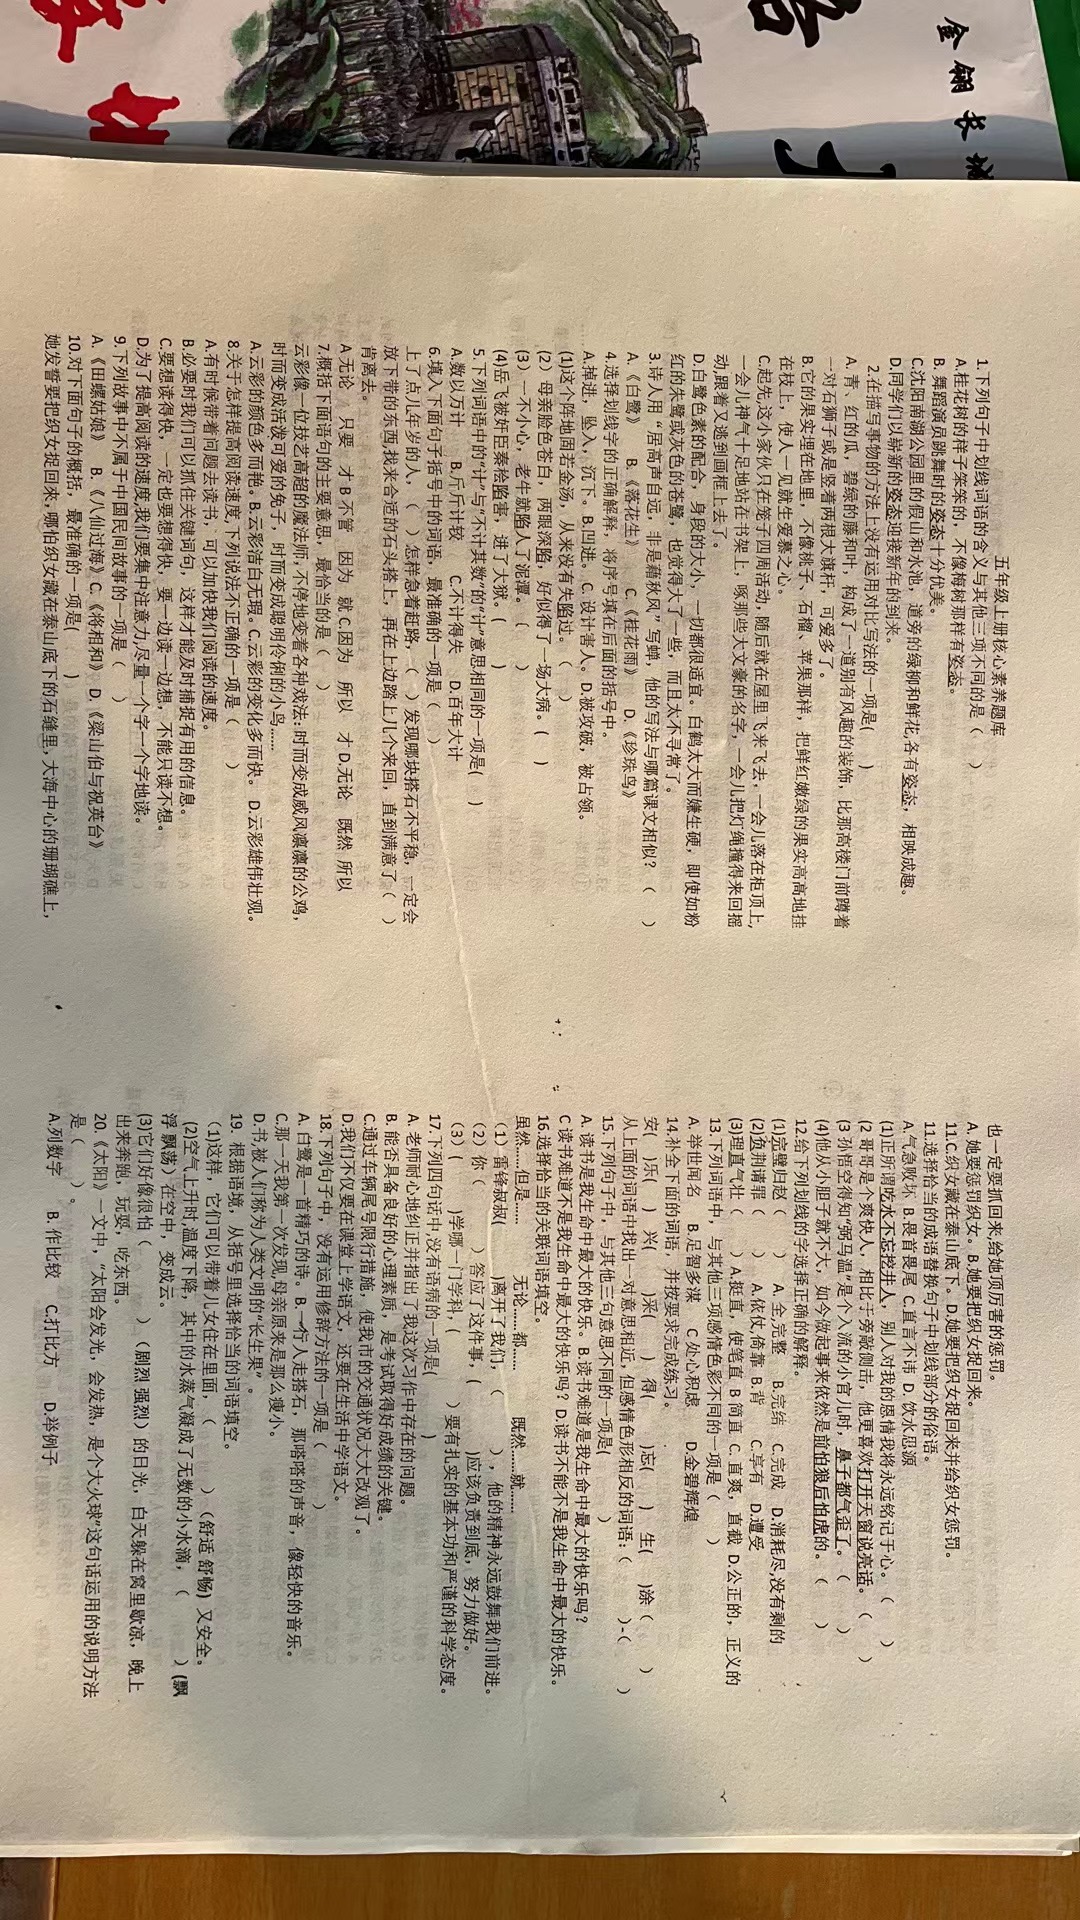 金翎长城
五年级上册核心素养题库
1.下列句子中划线词语的含义与其他三项不同的是（ ）
A.桂花树的样子笨笨的，不像梅树那样有姿态。
B.舞蹈演员跳舞时的姿态十分优美。
C.沈阳南湖公园里的假山和水池，道旁的绿柳和鲜花,各有姿态，相映成趣。
D.同学们以崭新的姿态迎接新年的到来。
2.在描写事物的方法上没有运用对比写法的一项是( )
A.青、红的瓜，碧绿的藤和叶，构成了一道别有风趣的装饰，比那高楼门前蹲着
一对石狮子或是竖着两根大旗杆，可爱多了。
B.它的果实埋在地里，不像桃子、石榴、苹果那样，把鲜红嫩绿的果实高高地挂
在枝上，使人一见就生爱慕之心。
C.起先,这小家伙只在笼子四周活动，随后就在屋里飞来飞去，一会儿落在柜顶上,
一会儿神气十足地站在书架上，啄那些大文豪的名字，一会儿把灯绳撞得来回摇
动,跟着又逃到画框上去了。
D.白鹭色素的配合，身段的大小，一切都很适宜。白鹤太大而嫌生硬，即使如粉
红的朱鹭或灰色的苍鹭，也觉得大了一些，而且太不寻常了。
3.诗人用“居高声自远，非是藉秋风”写蝉，他的写法与哪篇课文相似？（ ）
A.《白鹭》 B.《落花生》 C.《桂花雨》 D.《珍珠鸟》
4.选择划线字的正确解释，将序号填在后面的括号中。
A.掉进，坠入，沉下。B.凹进。C.设计害人。D.被攻破，被占领。
(1)这个阵地固若金汤，从来没有失陷过。（ ）
(2）母亲脸色苍白，两眼深陷，好似得了一场大病。( ）
(3）一不小心，老牛就陷入了泥潭。（ ）
(4)岳飞被奸臣秦桧陷害，进了大狱。( )
5.下列词语中的“计”与“不计其数”的“计”意思相同的一项是( )
A.数以万计 B.斤斤计较 C.不计得失 D.百年大计
6.填入下面句子括号中的词语，最准确的一项是( ）
上了点儿年岁的人，（ ）怎样急着赶路，（ ）发现哪块搭石不平稳，一定会
放下带的东西,找来合适的石头搭上，再在上边踏上几个来回，直到满意了（ ）
肯离去。
A无论 只要 才 B不管 因为 就 C.因为 所以 才 D,无论 既然 所以
7.概括下面语句的主要意思，最恰当的是（ ）
云彩像一位技艺高超的魔法师，不停地变着各种戏法:时而变成威风凛凛的公鸡,
时而变成活泼可爱的兔子，时而变成聪明伶俐的小鸟……
A.云彩的颜色多而艳。B.云彩洁白无瑕。C.云彩的变化多而快。 D.云彩雄伟壮观。
8.关于怎样提高阅读速度，下列说法不正确的一项是（ ）
A.有时候带着问题去读书，可以加快我们阅读的速度。
B.必要时我们可以抓住关键词句，这样才能及时捕捉有用的信息。
C.要想读得快，一定也要想得快，要一边读一边想，不能只读不想。
D.为了提高阅读的速度,我们要集中注意力,尽量一个字一个字地读。
9.下列故事中不属于中国民间故事的一项是（ ）
A.《田螺姑娘》 B.《八仙过海》C.《将相和》D.《梁山伯与祝英台》
10.对下面句子的概括，最准确的一项是( )
她发誓要把织女捉回来,哪怕织女藏在泰山底下的石缝里,大海中心的珊瑚礁上，
也一定要抓回来,给她顶厉害的惩罚。
A.她要惩罚织女。B.她要把织女捉回来。
11.C.织女藏在泰山底下。D.她要把织女捉回来并给织女惩罚。
11.选择恰当的成语替换句子中划线部分的俗语。
A.气急败坏 B.畏首畏尾 C.直言不讳 D.饮水思源
(1)正所谓吃水不忘挖井人，别人对我的恩情我将永远铭记于心。（ ）
(2 哥哥是个爽快人，相比于旁敲测击，他更喜欢打开天窗说亮话。（ ）
(3 孙悟空得知“弼马温”是个入流的小官儿时，鼻子都气歪了。（ ）
(4)他从小胆子就不大，如今做起事来依然是前怕狼后怕虎的。（ ）
12.给下列划线的字选择正确的解释。
(1)完璧归赵（ ） A.全,完整 B.完结 C.完成 D.消耗尽,没有剩的
(2)负荆请罪（ ） A.依仗,倚靠 B.背 C.享有 D.遭受
(3)理直气壮（ ） A.挺直，使笔直 B 简直 C.直爽，直截 D.公正的，正义的
13.下列词语中，与其他三项感情色彩不同的一项是（ ）
A.举世闻名 B.足智多谋 C.处心积虑 D.金碧辉煌
14.补全下面的词语，并按要求完成练习。
安( )乐( ) 兴( )采( ) 得( )忘( ) 生( )涂（ ）
从上面的词语中找出一对意思相近，但感情色形相反的词语：( )-( )
15.下列句子中，与其他三句意思不同的一项是( )
A.读书是我生命中最大的快乐。B.读书难道是我生命中最大的快乐吗?
C 读书难道不是我生命中最大的快乐吗？D.读书不能不是我生命中最大的快乐。
16.选择恰当的关联词语填空。
虽然……但是…… 无论……都…… 既然……就……
(1）雷锋叔叔( )离开了我们，（ ），他的精神永远鼓舞我们前进。
(2）你（ ）答应了这件事，( )应该负责到底，努力做好。
(3）( )学哪一门学科，( ）要有扎实的基本功和严谨的科学态度。
17.下列四句话中,没有语病的一项是( )
A.老师耐心地纠正并指出了我这次习作中存在的问题。
B.能否具备良好的心理素质，是考试取得好成绩的关键。
C.通过车辆尾号限行措施，使我市的交通状况大大改观了。
D.我们不仅要在课堂上学语文，还要在生活中学语文。
18.下列句子中，没有运用修辞方法的一项是（ ）
A.白鹭是一首精巧的诗。B.一行人走搭石，那嗒嗒的声音，像轻快的音乐。
C.那一天我第一次发现,母亲原来是那么瘦小。
D.书,被人们称为人类文明的“长生果”。
19.根据语境，从括号里选择恰当的词语填空。
(1)这样，它们可以带着儿女住在里面，（ ）（舒适 舒畅）又安全。
(2)空气上升时,温度下降，其中的水蒸气凝成了无数的小水滴，（ ）(飘
浮 飘荡）在空中，变成云。
(3)它们好像很怕（ ）（剧烈 强烈）的日光，白天躲在窝里歇凉，晚上
出来奔跑，玩耍，吃东西。
20.《太阳》一文中，“太阳会发光，会发热，是个大火球”这句话运用的说明方法
是（ ）。
A.列数字 B.作比较 C.打比方 D.举例子